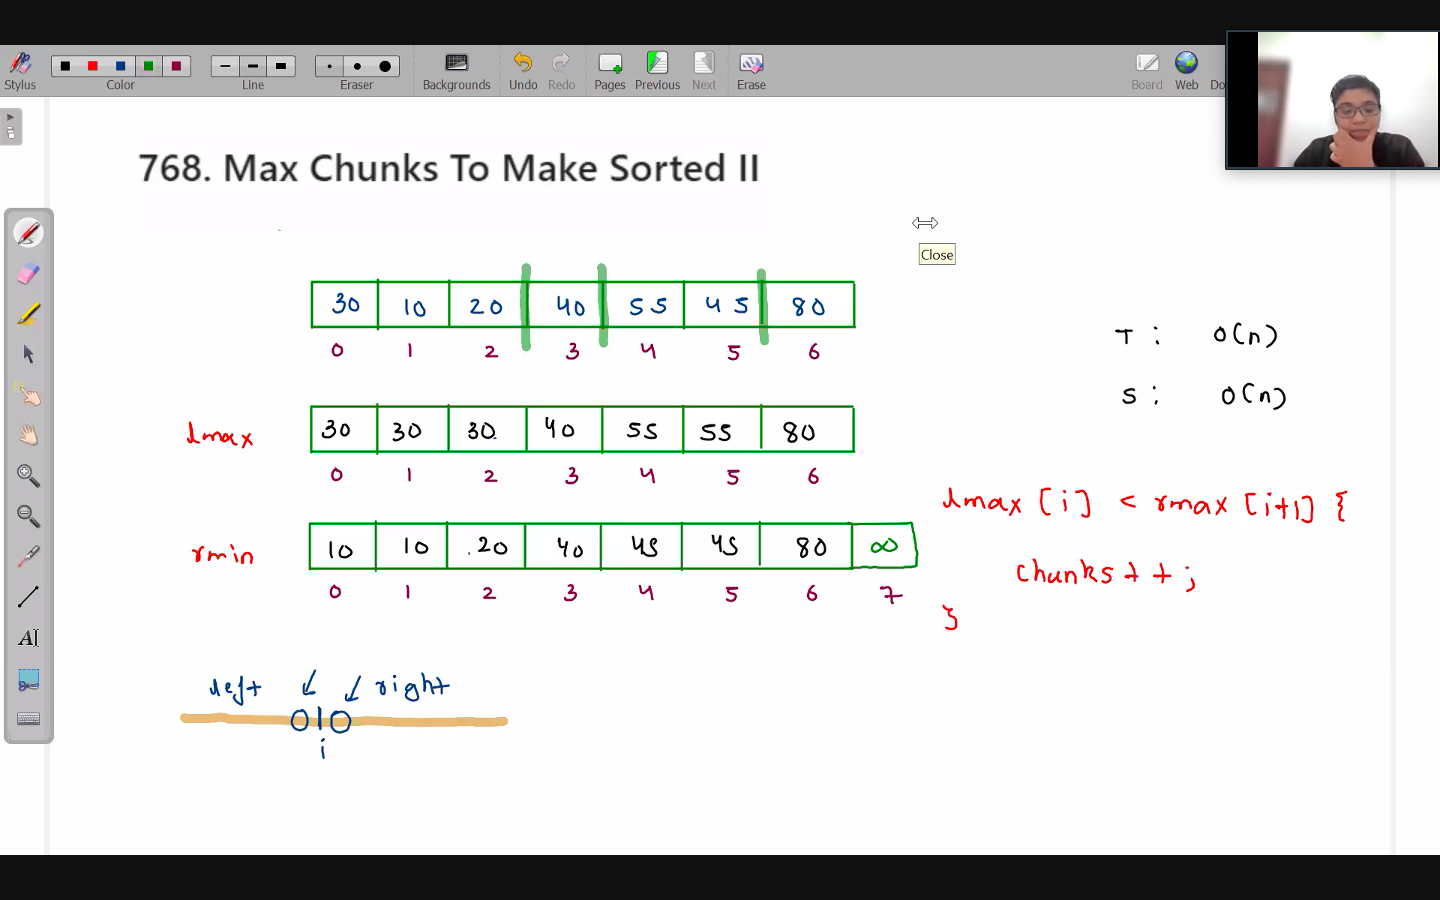 Stylus Color Line Eraser Backgrounds Undo Redo Pages Previous Next Erase Board Web Do
768. Max Chunks To Make Sorted II
Close
30 10 20 40 55 45 80
0 1 2 3 4 5 6
T : O(n)
S : O(n)
lmax 30 30 30 40 55 55 80
0 1 2 3 4 5 6
lmax [i] < rmax [i+1] {
chunks++;
}
rmin 10 10 20 40 45 45 80 ∞
0 1 2 3 4 5 6 7
left right
i